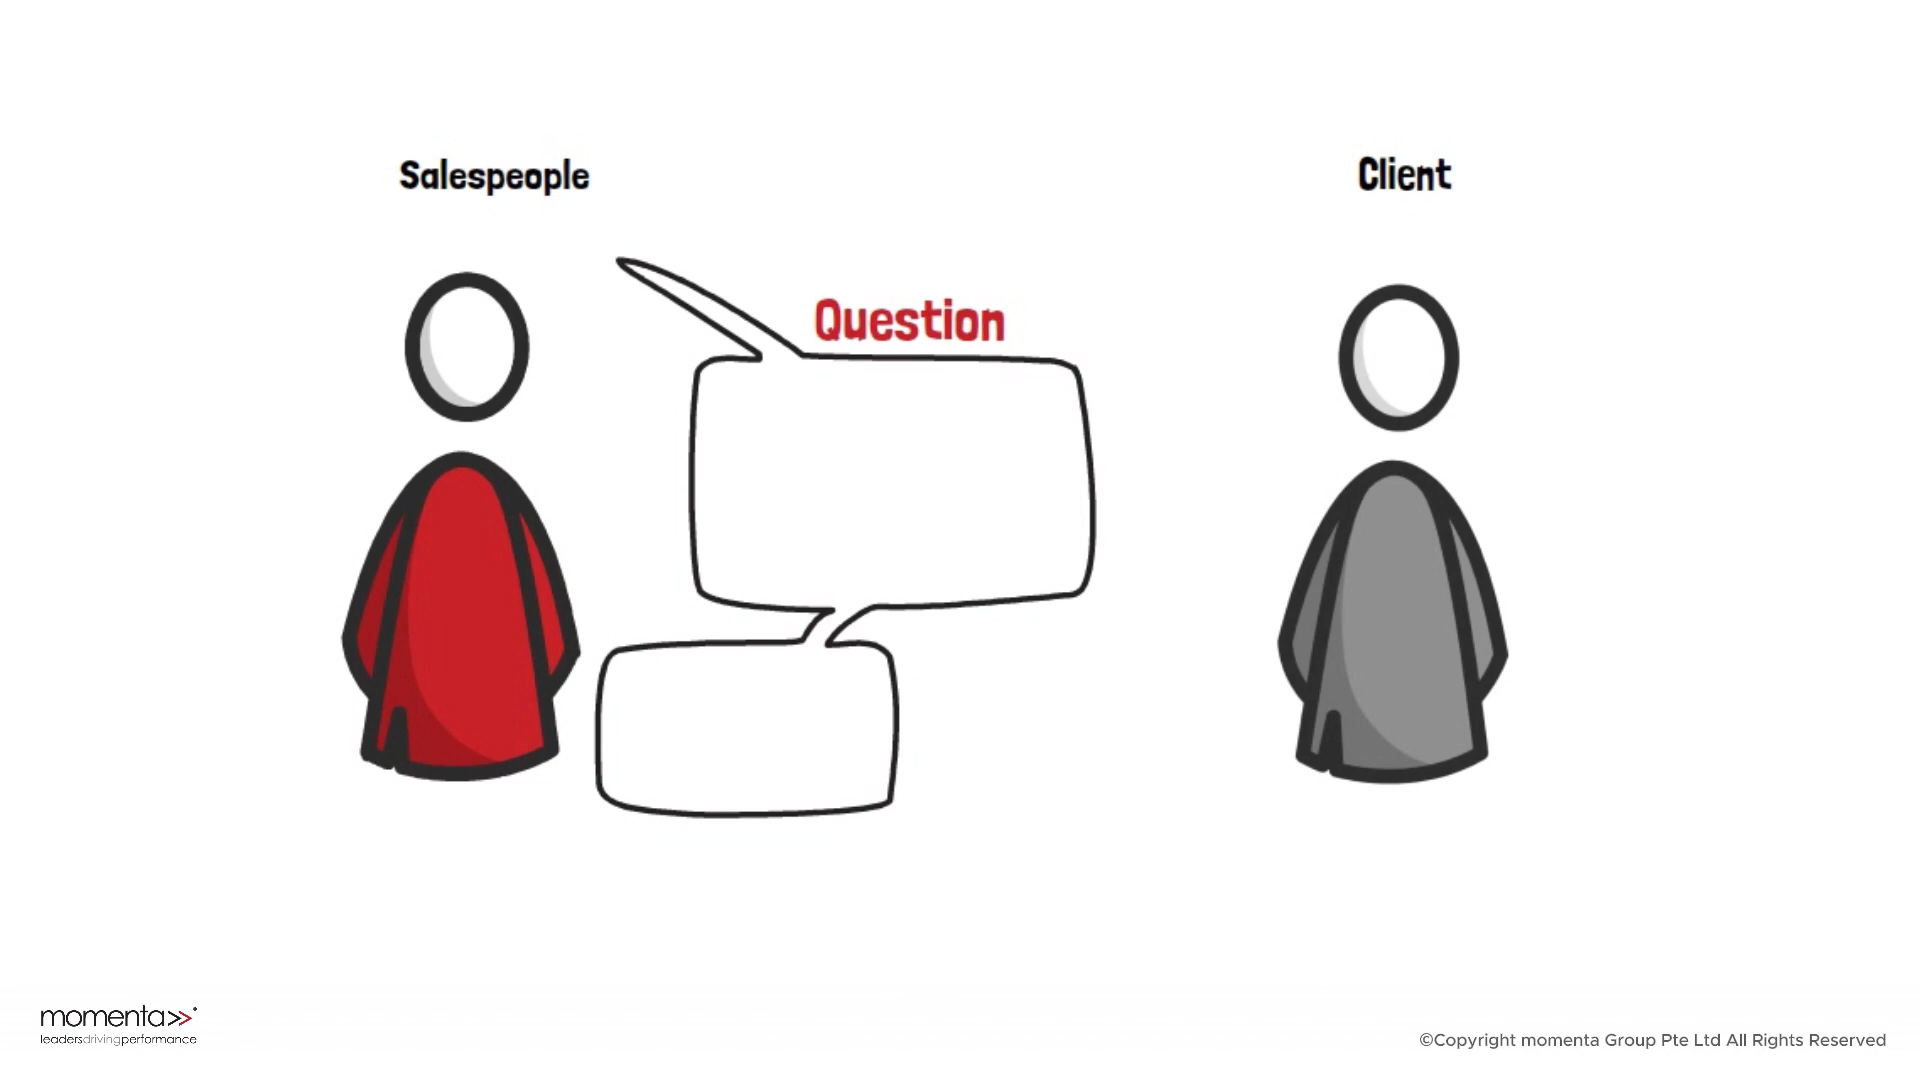 Salespeople
Client
Question
momenta>>
leadersdrivingperformance
©Copyright momenta Group Pte Ltd All Rights Reserved